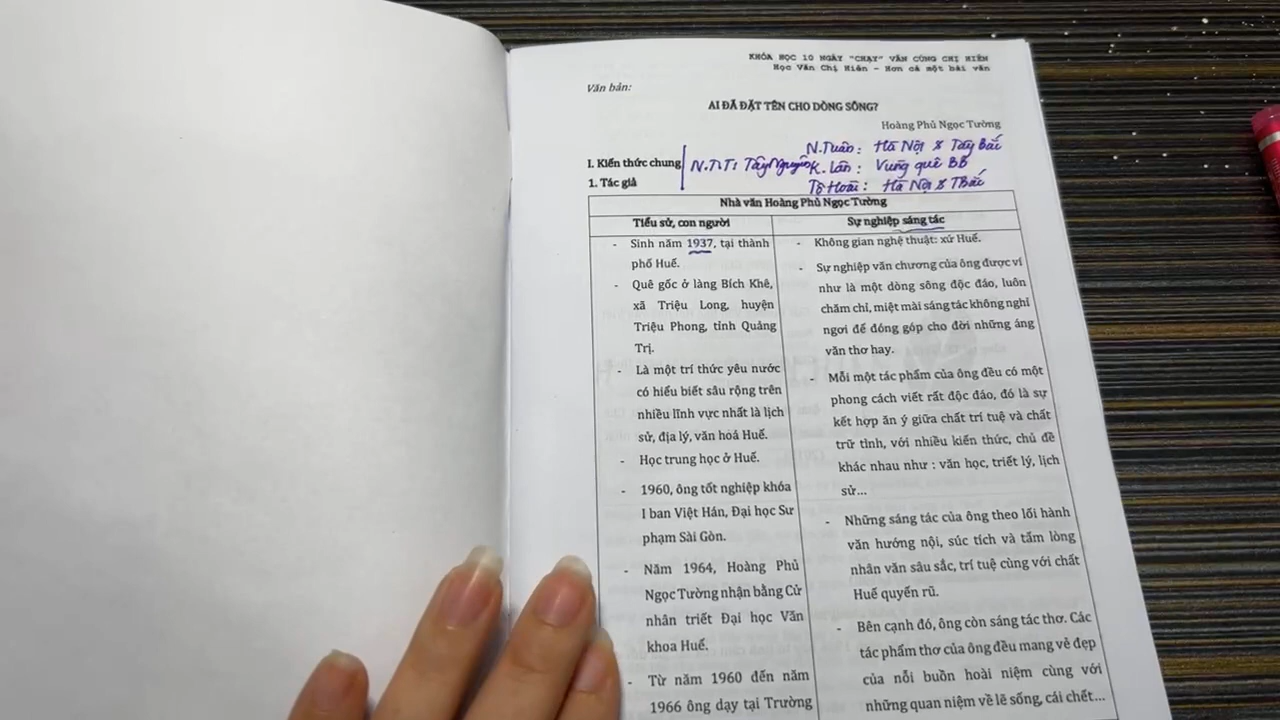 KHÓA HỌC 10 NGÀY "CHẠY" VĂN CÙNG CHỊ HIÊN
Học Văn Chị Hiên – Hơn cả một bài văn
Văn bản:
AI ĐÃ ĐẶT TÊN CHO DÒNG SÔNG?
Hoàng Phủ Ngọc Tường
N.Tuân: Hà Nội & Tây Bắc
I. Kiến thức chung
N.T.T: Tây Nguyên
K. Lân: Vùng quê BB
1. Tác giả
Tô Hoài: Hà Nội & TBắc
Nhà văn Hoàng Phủ Ngọc Tường
Tiểu sử, con người
- Sinh năm 1937, tại thành
phố Huế.
- Quê gốc ở làng Bích Khê,
xã Triệu Long, huyện
Triệu Phong, tỉnh Quảng
Trị.
- Là một trí thức yêu nước
có hiểu biết sâu rộng trên
nhiều lĩnh vực nhất là lịch
sử, địa lý, văn hoá Huế.
- Học trung học ở Huế.
- 1960, ông tốt nghiệp khóa
I ban Việt Hán, Đại học Sư
phạm Sài Gòn.
- Năm 1964, Hoàng Phủ
Ngọc Tường nhận bằng Cử
nhân triết Đại học Văn
khoa Huế.
- Từ năm 1960 đến năm
1966 ông dạy tại Trường
Sự nghiệp sáng tác
- Không gian nghệ thuật: xứ Huế.
- Sự nghiệp văn chương của ông được ví
như là một dòng sông độc đáo, luôn
chăm chỉ, miệt mài sáng tác không nghỉ
ngơi để đóng góp cho đời những áng
văn thơ hay.
- Mỗi một tác phẩm của ông đều có một
phong cách viết rất độc đáo, đó là sự
kết hợp ăn ý giữa chất trí tuệ và chất
trữ tình, với nhiều kiến thức, chủ đề
khác nhau như : văn học, triết lý, lịch
sử...
- Những sáng tác của ông theo lối hành
văn hướng nội, súc tích và tấm lòng
nhân văn sâu sắc, trí tuệ cùng với chất
Huế quyến rũ.
- Bên cạnh đó, ông còn sáng tác thơ. Các
tác phẩm thơ của ông đều mang vẻ đẹp
của nỗi buồn hoài niệm cùng với
những quan niệm về lẽ sống, cái chết...